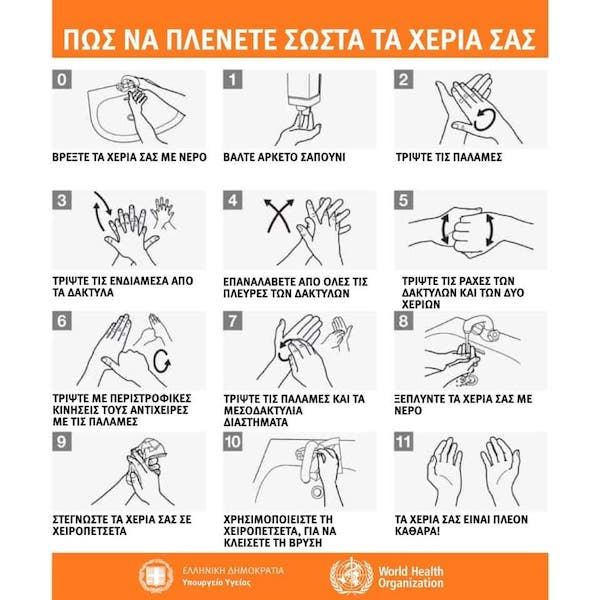 ΠΩΣ ΝΑ ΠΛΕΝΕΤΕ ΣΩΣΤΑ ΤΑ ΧΕΡΙΑ ΣΑΣ
0
ΒΡΕΞΤΕ ΤΑ ΧΕΡΙΑ ΣΑΣ ΜΕ ΝΕΡΟ
1
ΒΑΛΤΕ ΑΡΚΕΤΟ ΣΑΠΟΥΝΙ
2
ΤΡΙΨΤΕ ΤΙΣ ΠΑΛΑΜΕΣ
3
ΤΡΙΨΤΕ ΤΙΣ ΕΝΔΙΑΜΕΣΑ ΑΠΟ
ΤΑ ΔΑΚΤΥΛΑ
4
ΕΠΑΝΑΛΑΒΕΤΕ ΑΠΟ ΟΛΕΣ ΤΙΣ
ΠΛΕΥΡΕΣ ΤΩΝ ΔΑΚΤΥΛΩΝ
5
ΤΡΙΨΤΕ ΤΙΣ ΡΑΧΕΣ ΤΩΝ
ΔΑΚΤΥΛΩΝ ΚΑΙ ΤΩΝ ΔΥΟ
ΧΕΡΙΩΝ
6
ΤΡΙΨΤΕ ΜΕ ΠΕΡΙΣΤΡΟΦΙΚΕΣ
ΚΙΝΗΣΕΙΣ ΤΟΥΣ ΑΝΤΙΧΕΙΡΕΣ
ΜΕ ΤΙΣ ΠΑΛΑΜΕΣ
7
ΤΡΙΨΤΕ ΤΙΣ ΠΑΛΑΜΕΣ ΚΑΙ ΤΑ
ΜΕΣΟΔΑΚΤΥΛΙΑ
ΔΙΑΣΤΗΜΑΤΑ
8
ΞΕΠΛΥΝΤΕ ΤΑ ΧΕΡΙΑ ΣΑΣ ΜΕ
ΝΕΡΟ
9
ΣΤΕΓΝΩΣΤΕ ΤΑ ΧΕΡΙΑ ΣΑΣ ΣΕ
ΧΕΙΡΟΠΕΤΣΕΤΑ
10
ΧΡΗΣΙΜΟΠΟΙΕΙΣΤΕ ΤΗ
ΧΕΙΡΟΠΕΤΣΕΤΑ, ΓΙΑ ΝΑ
ΚΛΕΙΣΕΤΕ ΤΗ ΒΡΥΣΗ
11
ΤΑ ΧΕΡΙΑ ΣΑΣ ΕΙΝΑΙ ΠΛΕΟΝ
ΚΑΘΑΡΑ!
ΕΛΛΗΝΙΚΗ ΔΗΜΟΚΡΑΤΙΑ
Υπουργείο Υγείας
World Health
Organization